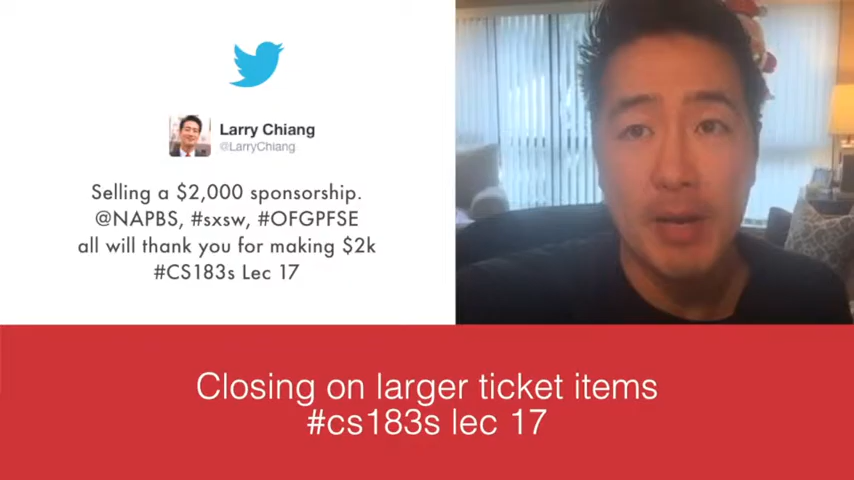 Larry Chiang
@LarryChiang
Selling a $2,000 sponsorship.
@NAPBS, #sxsw, #OFGPFSE
all will thank you for making $2k
#CS183s Lec 17
Closing on larger ticket items
#cs183s lec 17